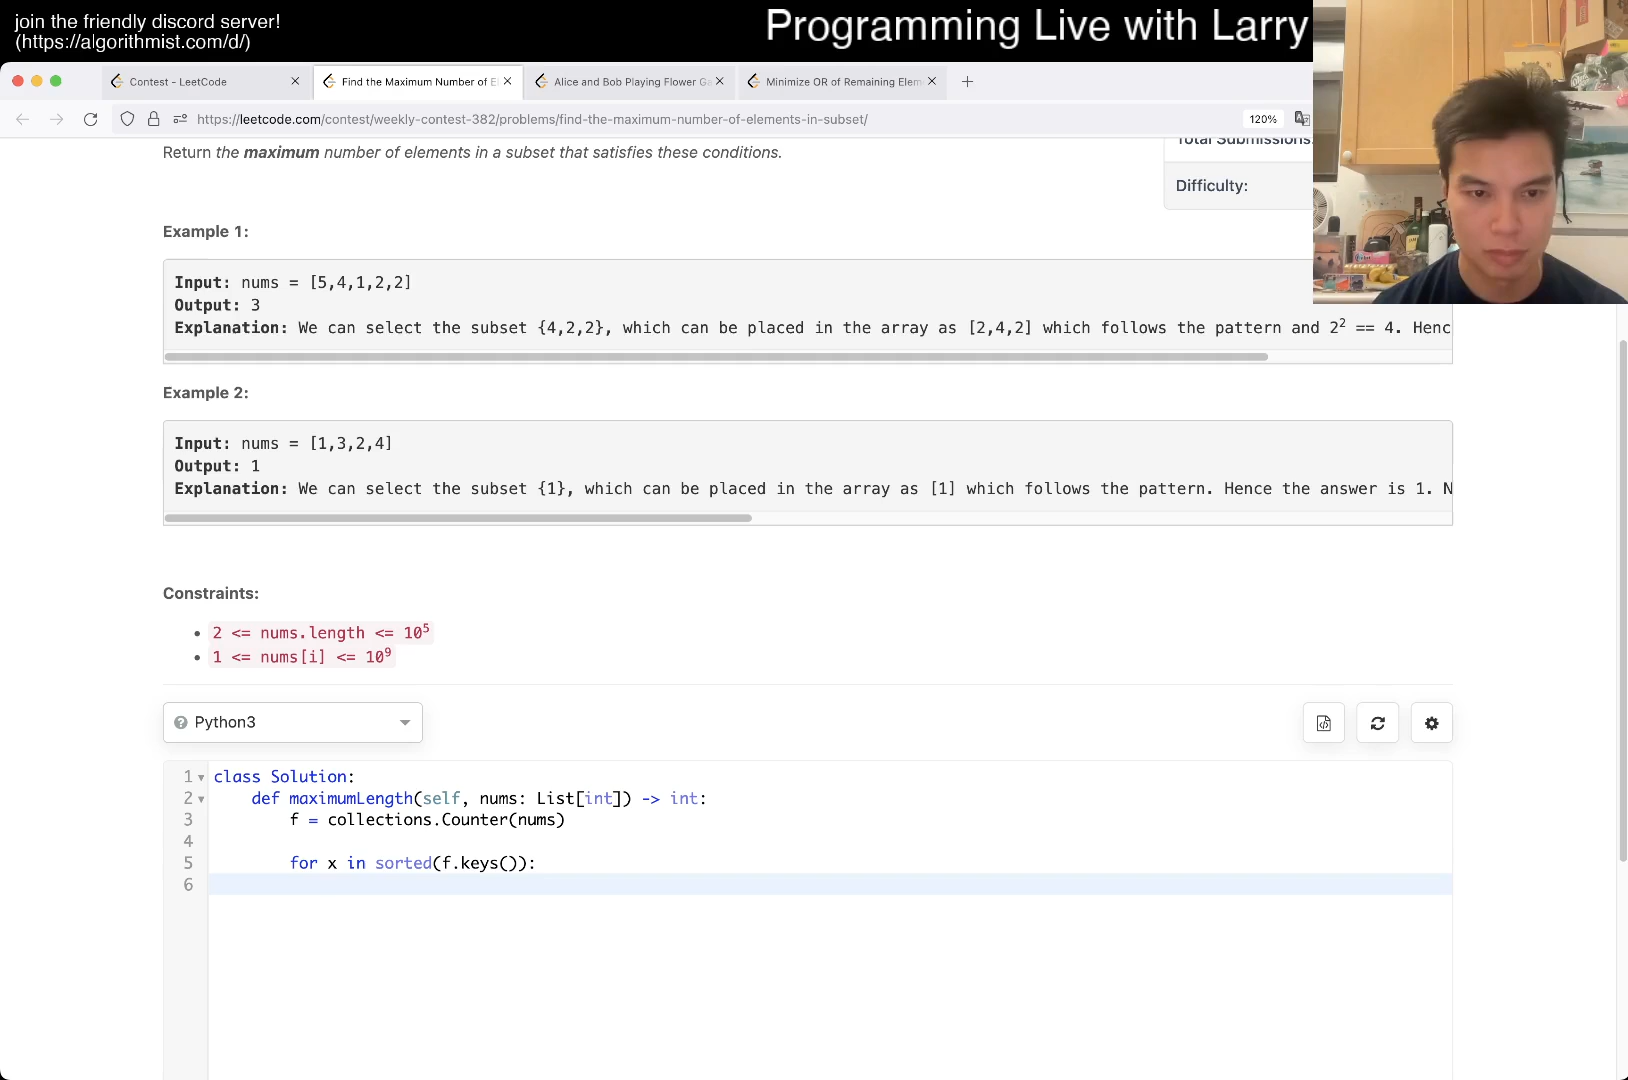 join the friendly discord server!
(https://algorithmist.com/d/)
Programming Live with Larry
Contest - LeetCode
Find the Maximum Number of E
Alice and Bob Playing Flower Ga
Minimize OR of Remaining Elem
https://leetcode.com/contest/weekly-contest-382/problems/find-the-maximum-number-of-elements-in-subset/
120%
Return the maximum number of elements in a subset that satisfies these conditions.
Total Submissions:
Difficulty:
Example 1:
Input: nums = [5,4,1,2,2]
Output: 3
Explanation: We can select the subset {4,2,2}, which can be placed in the array as [2,4,2] which follows the pattern and 2² == 4. Henc
Example 2:
Input: nums = [1,3,2,4]
Output: 1
Explanation: We can select the subset {1}, which can be placed in the array as [1] which follows the pattern. Hence the answer is 1. N
Constraints:
2 <= nums.length <= 10⁵
1 <= nums[i] <= 10⁹
Python3
1 class Solution:
2 def maximumLength(self, nums: List[int]) -> int:
3 f = collections.Counter(nums)
4
5 for x in sorted(f.keys()):
6